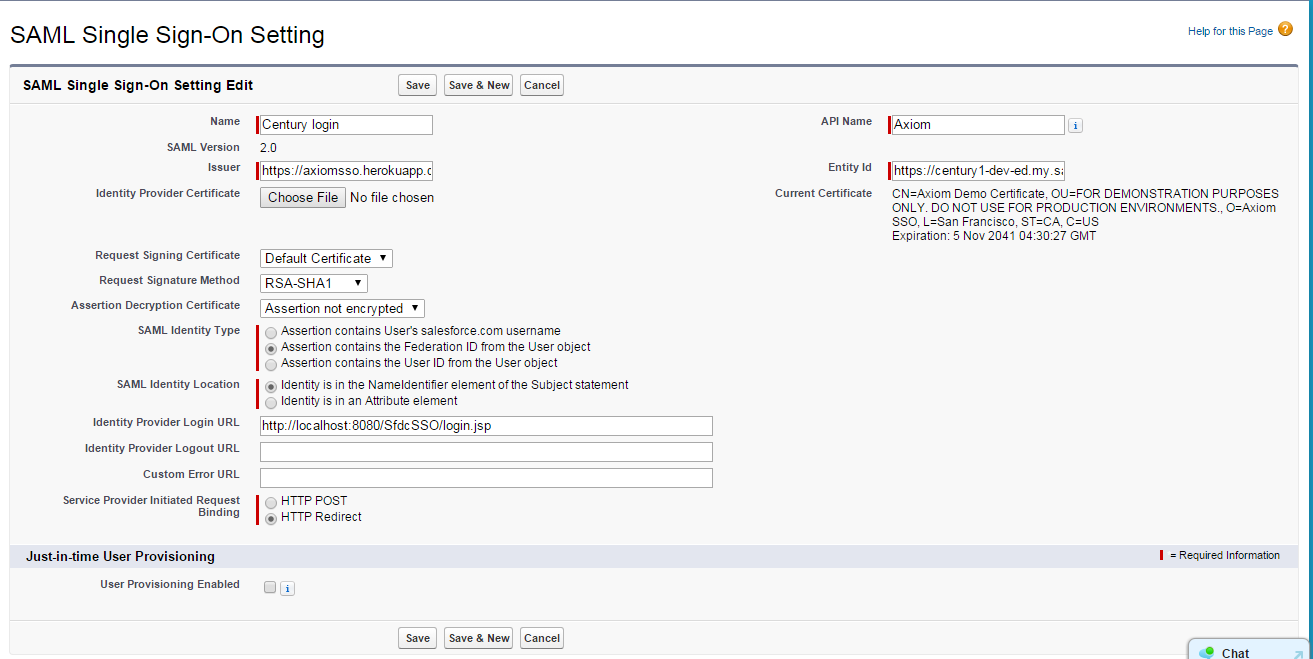 SAML Single Sign-On Setting
Help for this Page ?
SAML Single Sign-On Setting Edit
Save Save & New Cancel
Name Century login
API Name Axiom i
SAML Version 2.0
Issuer https://axiomsso.herokuapp.c
Entity Id https://century1-dev-ed.my.sa
Identity Provider Certificate Choose File No file chosen
Current Certificate CN=Axiom Demo Certificate, OU=FOR DEMONSTRATION PURPOSES
ONLY. DO NOT USE FOR PRODUCTION ENVIRONMENTS., O=Axiom
SSO, L=San Francisco, ST=CA, C=US
Expiration: 5 Nov 2041 04:30:27 GMT
Request Signing Certificate Default Certificate
Request Signature Method RSA-SHA1
Assertion Decryption Certificate Assertion not encrypted
SAML Identity Type Assertion contains User's salesforce.com username
Assertion contains the Federation ID from the User object
Assertion contains the User ID from the User object
SAML Identity Location Identity is in the NameIdentifier element of the Subject statement
Identity is in an Attribute element
Identity Provider Login URL http://localhost:8080/SfdcSSO/login.jsp
Identity Provider Logout URL
Custom Error URL
Service Provider Initiated Request HTTP POST
Binding HTTP Redirect
Just-in-time User Provisioning
= Required Information
User Provisioning Enabled i
Save Save & New Cancel
Chat